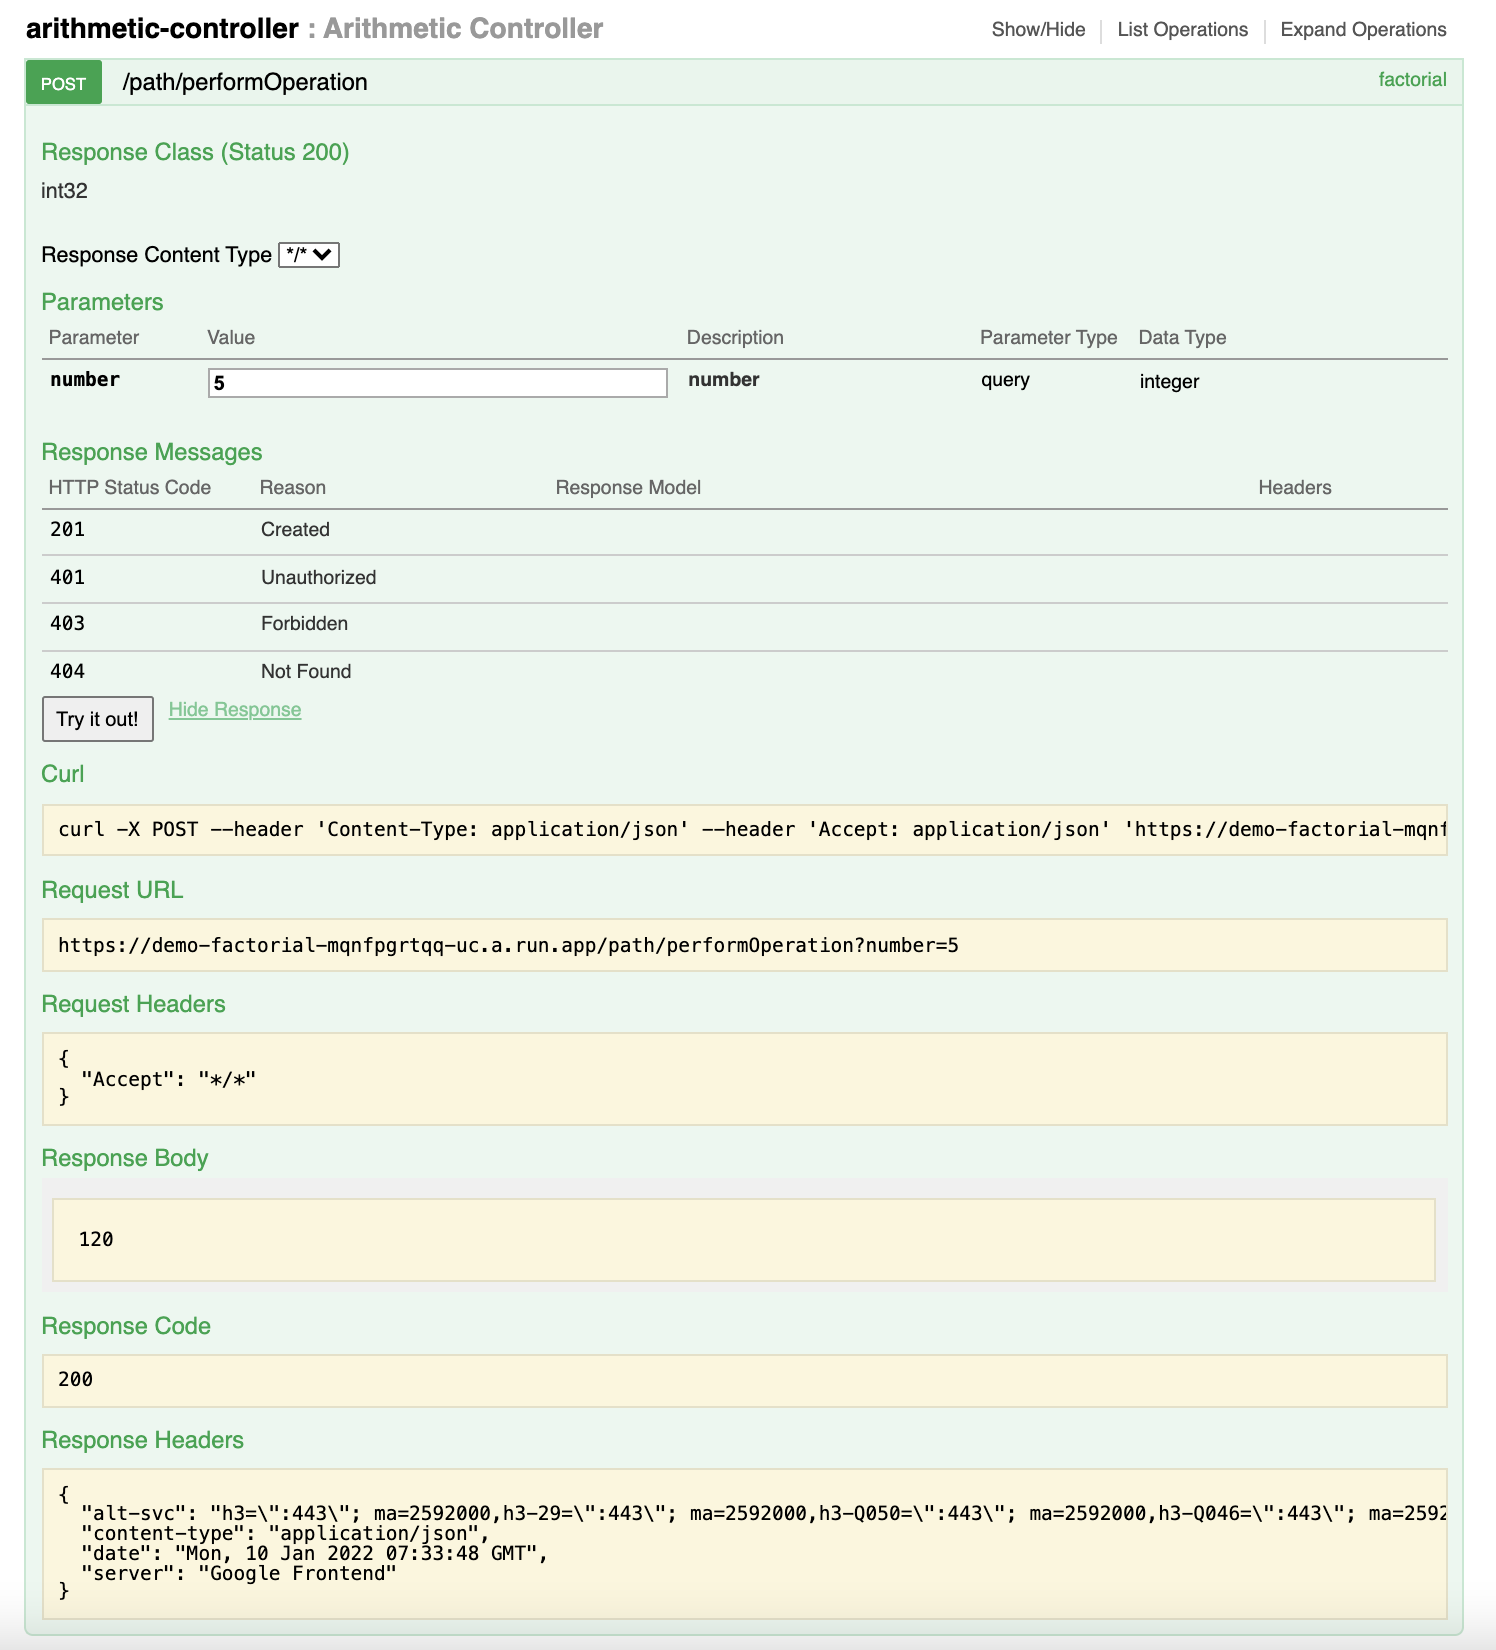 arithmetic-controller : Arithmetic Controller Show/Hide List Operations Expand Operations
POST /path/performOperation factorial
Response Class (Status 200)
int32
Response Content Type */*
Parameters
Parameter Value Description Parameter Type Data Type
number 5 number query integer
Response Messages
HTTP Status Code Reason Response Model Headers
201 Created
401 Unauthorized
403 Forbidden
404 Not Found
Try it out! Hide Response
Curl
curl -X POST --header 'Content-Type: application/json' --header 'Accept: application/json' 'https://demo-factorial-mqnf
Request URL
https://demo-factorial-mqnfpgrtqq-uc.a.run.app/path/performOperation?number=5
Request Headers
{
  "Accept": "*/*"
}
Response Body
120
Response Code
200
Response Headers
{
  "alt-svc": "h3=\":443\"; ma=2592000,h3-29=\":443\"; ma=2592000,h3-Q050=\":443\"; ma=2592000,h3-Q046=\":443\"; ma=2592
  "content-type": "application/json",
  "date": "Mon, 10 Jan 2022 07:33:48 GMT",
  "server": "Google Frontend"
}